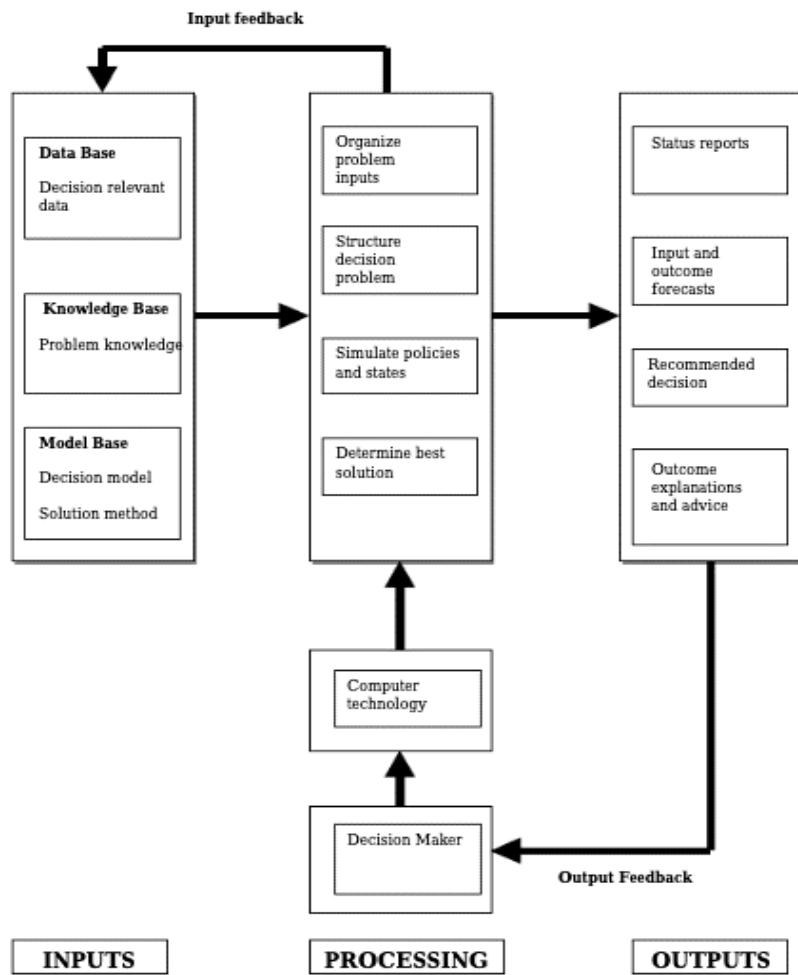 Input feedback
Data Base
Decision relevant
data
Knowledge Base
Problem knowledge
Model Base
Decision model
Solution method
Organize
problem
inputs
Structure
decision
problem
Simulate policies
and states
Determine best
solution
Status reports
Input and
outcome
forecasts
Recommended
decision
Outcome
explanations
and advice
Computer
technology
Decision Maker
Output Feedback
INPUTS
PROCESSING
OUTPUTS